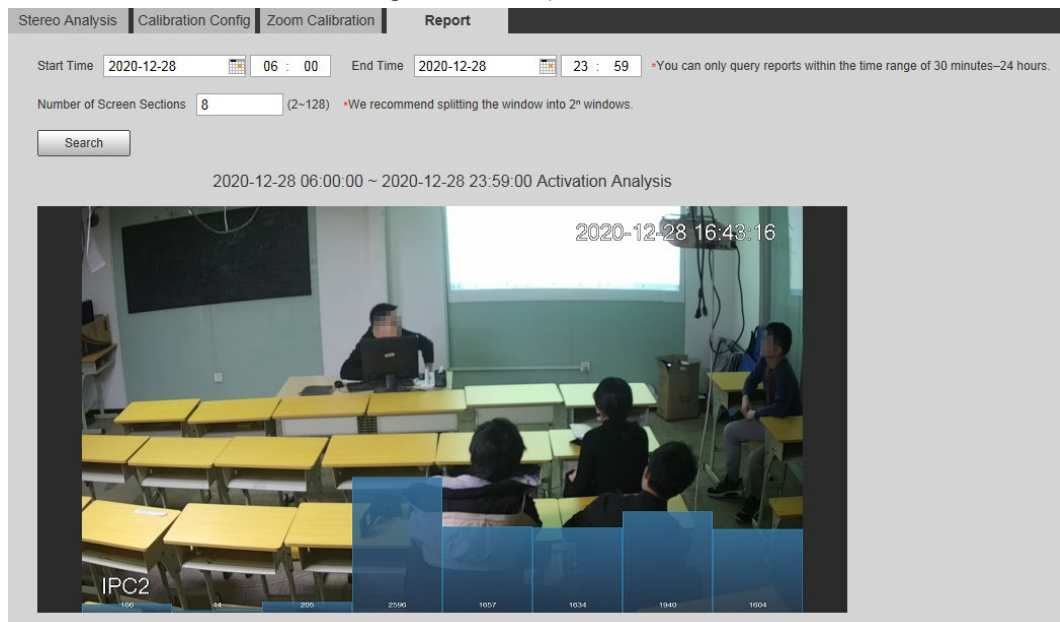 Stereo Analysis Calibration Config Zoom Calibration Report
Start Time 2020-12-28 06 : 00 End Time 2020-12-28 23 : 59 *You can only query reports within the time range of 30 minutes–24 hours.
Number of Screen Sections 8 (2~128) *We recommend splitting the window into 2ⁿ windows.
Search
2020-12-28 06:00:00 ~ 2020-12-28 23:59:00 Activation Analysis
2020-12-28 16:43:16
IPC2
166 44 205 2596 1657 1634 1940 1604